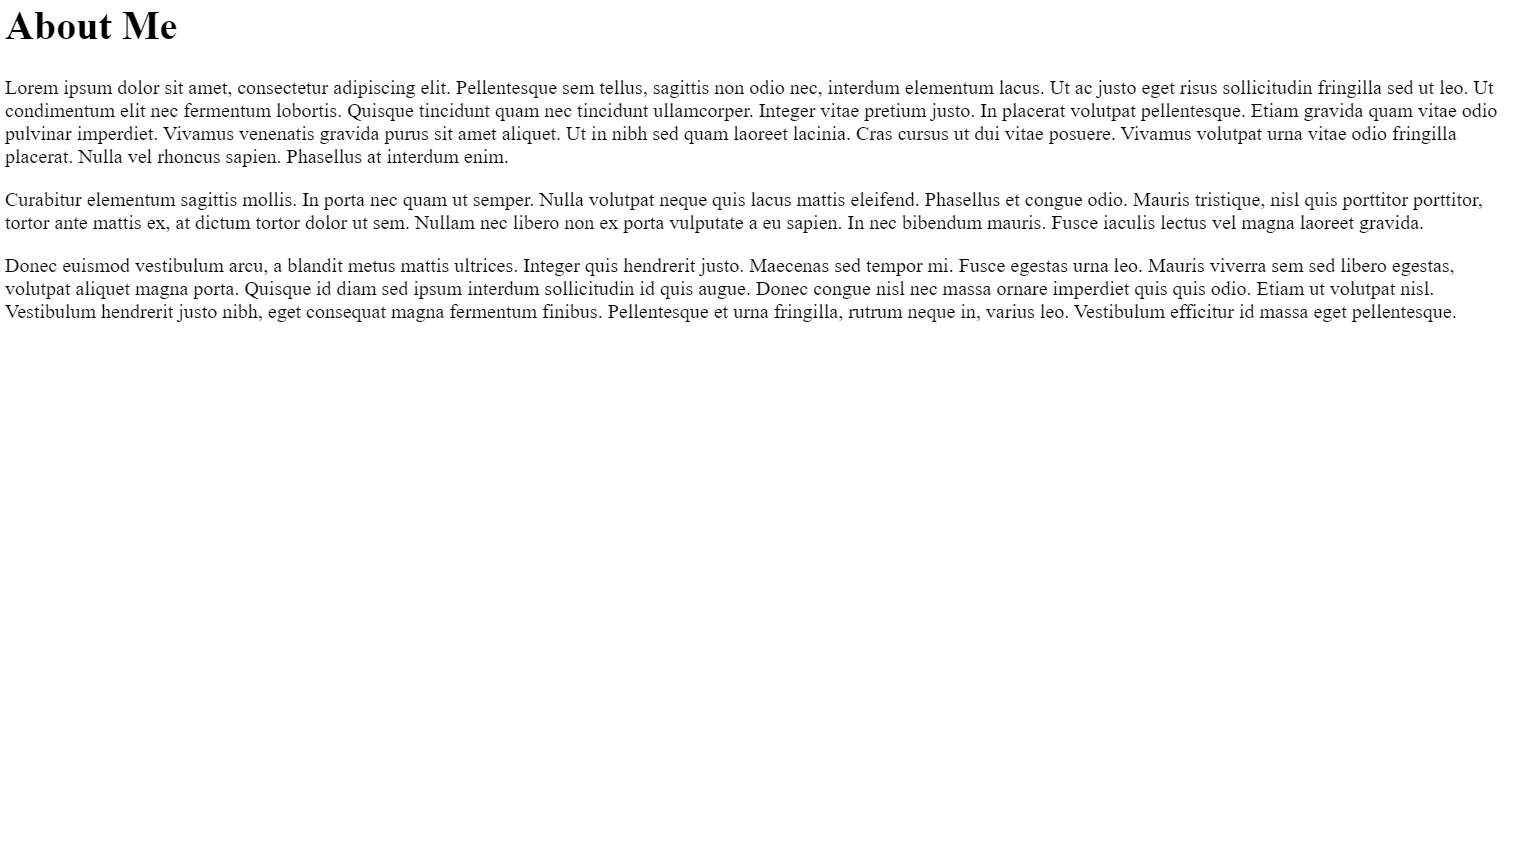 About Me
Lorem ipsum dolor sit amet, consectetur adipiscing elit. Pellentesque sem tellus, sagittis non odio nec, interdum elementum lacus. Ut ac justo eget risus sollicitudin fringilla sed ut leo. Ut
condimentum elit nec fermentum lobortis. Quisque tincidunt quam nec tincidunt ullamcorper. Integer vitae pretium justo. In placerat volutpat pellentesque. Etiam gravida quam vitae odio
pulvinar imperdiet. Vivamus venenatis gravida purus sit amet aliquet. Ut in nibh sed quam laoreet lacinia. Cras cursus ut dui vitae posuere. Vivamus volutpat urna vitae odio fringilla
placerat. Nulla vel rhoncus sapien. Phasellus at interdum enim.
Curabitur elementum sagittis mollis. In porta nec quam ut semper. Nulla volutpat neque quis lacus mattis eleifend. Phasellus et congue odio. Mauris tristique, nisl quis porttitor porttitor,
tortor ante mattis ex, at dictum tortor dolor ut sem. Nullam nec libero non ex porta vulputate a eu sapien. In nec bibendum mauris. Fusce iaculis lectus vel magna laoreet gravida.
Donec euismod vestibulum arcu, a blandit metus mattis ultrices. Integer quis hendrerit justo. Maecenas sed tempor mi. Fusce egestas urna leo. Mauris viverra sem sed libero egestas,
volutpat aliquet magna porta. Quisque id diam sed ipsum interdum sollicitudin id quis augue. Donec congue nisl nec massa ornare imperdiet quis quis odio. Etiam ut volutpat nisl.
Vestibulum hendrerit justo nibh, eget consequat magna fermentum finibus. Pellentesque et urna fringilla, rutrum neque in, varius leo. Vestibulum efficitur id massa eget pellentesque.